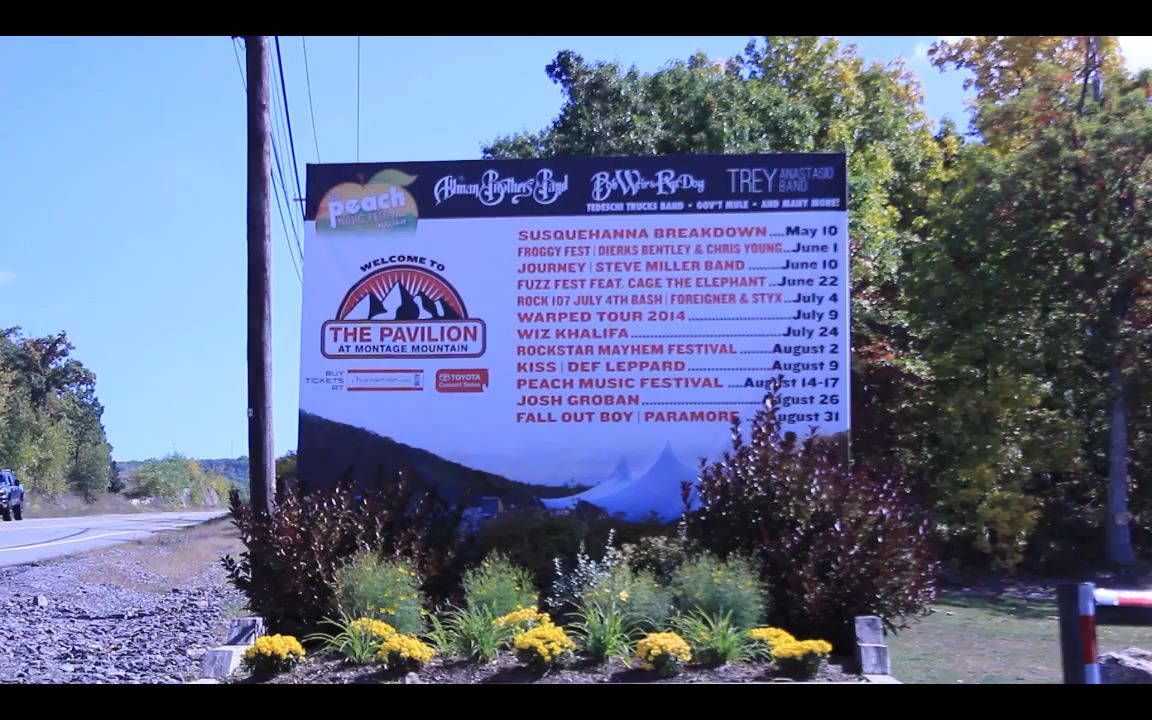 the
peach
MUSIC FESTIVAL
Allman Brothers Band
Bob Weir & RatDog
TREY ANASTASIO BAND
TEDESCHI TRUCKS BAND • GOV'T MULE • AND MANY MORE!
WELCOME TO
THE PAVILION
AT MONTAGE MOUNTAIN
BUY TICKETS AT
TOYOTA
SUSQUEHANNA BREAKDOWN....May 10
FROGGY FEST | DIERKS BENTLEY & CHRIS YOUNG...June 1
JOURNEY | STEVE MILLER BAND ........June 10
FUZZ FEST FEAT. CAGE THE ELEPHANT ...June 22
ROCK 107 JULY 4TH BASH | FOREIGNER & STYX...July 4
WARPED TOUR 2014..........................July 9
WIZ KHALIFA......................................July 24
ROCKSTAR MAYHEM FESTIVAL ........August 2
KISS | DEF LEPPARD.....................August 9
PEACH MUSIC FESTIVAL ....August 14-17
JOSH GROBAN..............................August 26
FALL OUT BOY | PARAMORE ......August 31